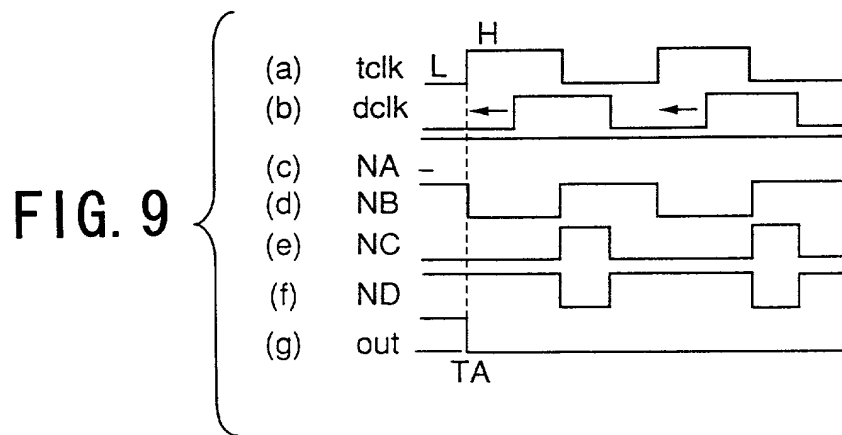 FIG. 9
H
(a) tclk L
(b) dclk
(c) NA
(d) NB
(e) NC
(f) ND
(g) out
TA